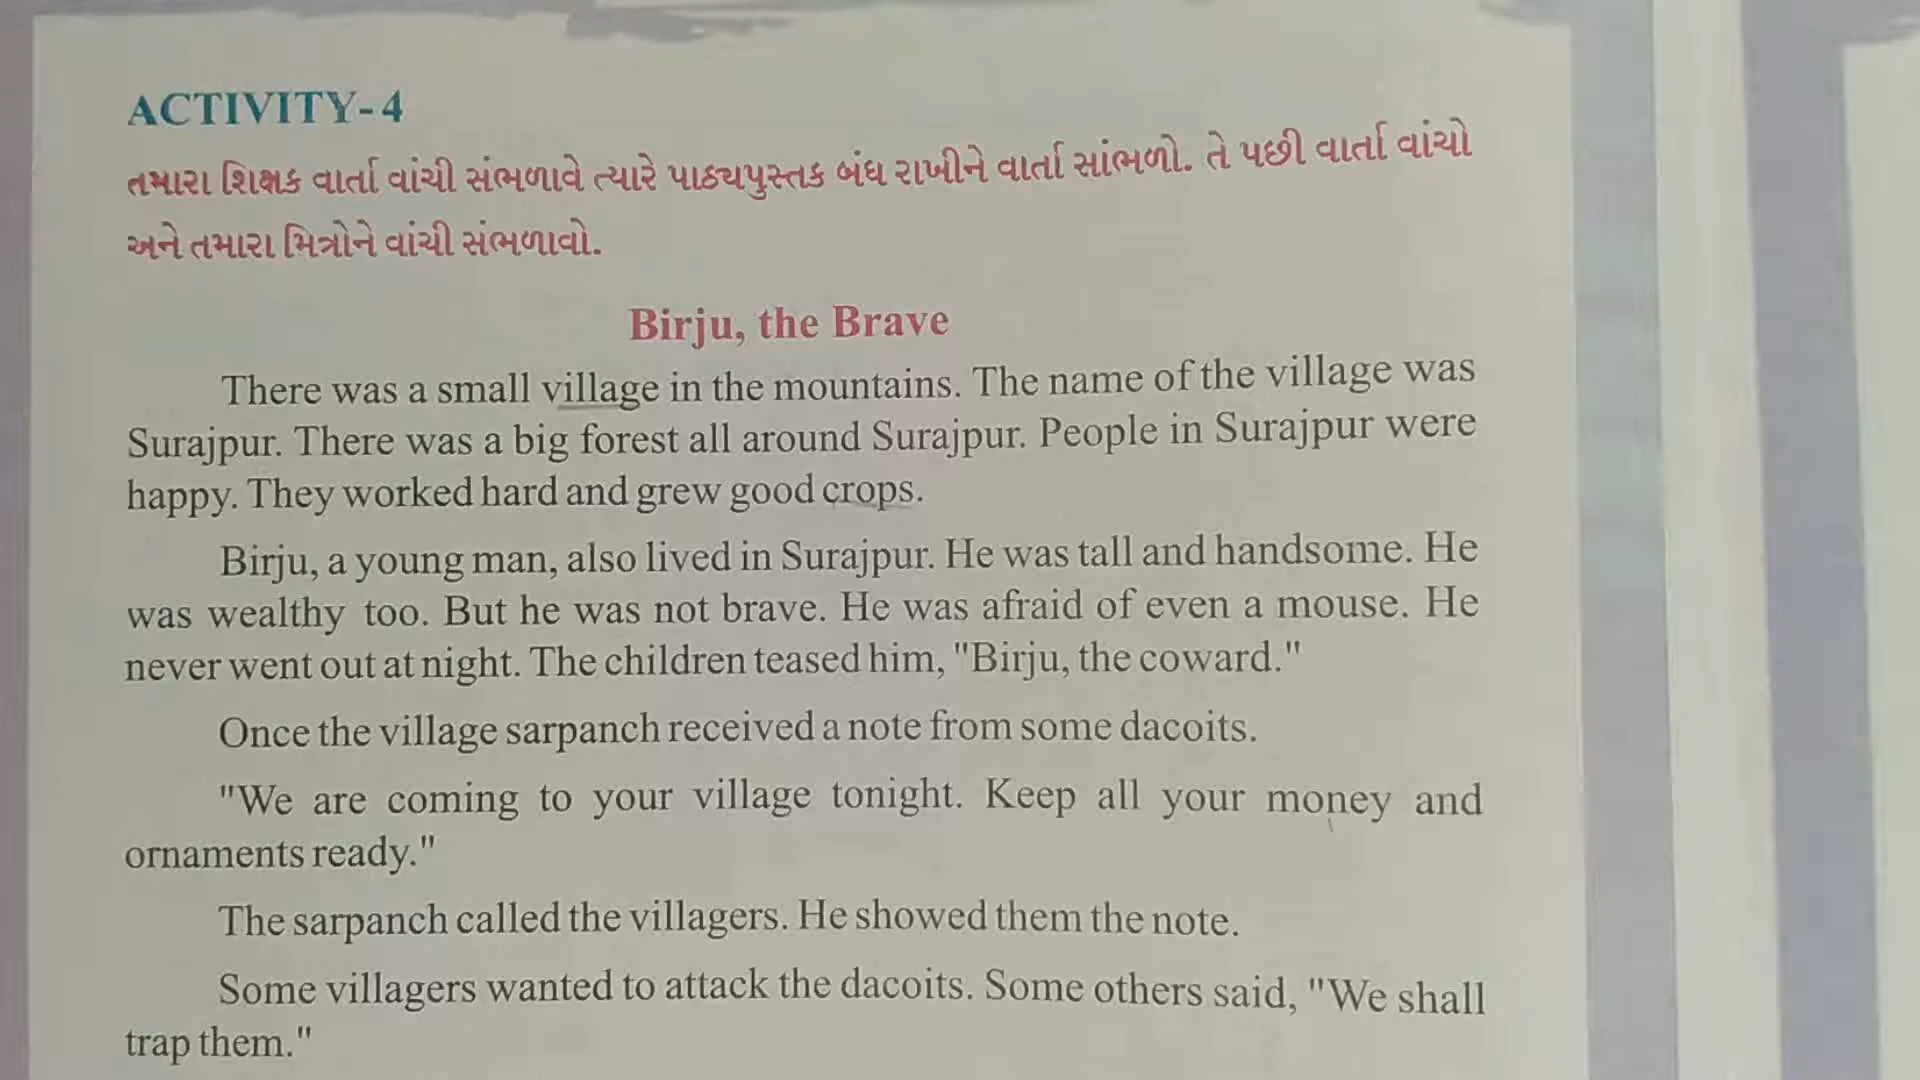 ACTIVITY-4
તમારા શિક્ષક વાર્તા વાંચી સંભળાવે ત્યારે પાઠ્યપુસ્તક બંધ રાખીને વાર્તા સાંભળો. તે પછી વાર્તા વાંચો
અને તમારા મિત્રોને વાંચી સંભળાવો.
Birju, the Brave
There was a small village in the mountains. The name of the village was
Surajpur. There was a big forest all around Surajpur. People in Surajpur were
happy. They worked hard and grew good crops.
Birju, a young man, also lived in Surajpur. He was tall and handsome. He
was wealthy too. But he was not brave. He was afraid of even a mouse. He
never went out at night. The children teased him, "Birju, the coward."
Once the village sarpanch received a note from some dacoits.
"We are coming to your village tonight. Keep all your money and
ornaments ready."
The sarpanch called the villagers. He showed them the note.
Some villagers wanted to attack the dacoits. Some others said, "We shall
trap them."